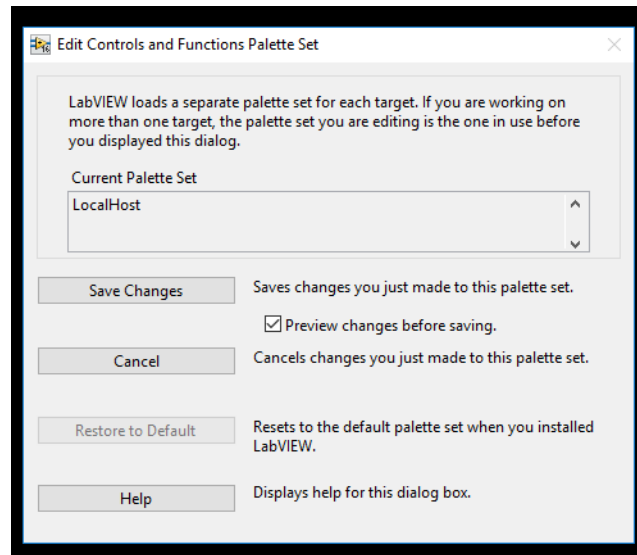 Edit Controls and Functions Palette Set
LabVIEW loads a separate palette set for each target. If you are working on
more than one target, the palette set you are editing is the one in use before
you displayed this dialog.
Current Palette Set
LocalHost
Save Changes
Saves changes you just made to this palette set.
Preview changes before saving.
Cancel
Cancels changes you just made to this palette set.
Restore to Default
Resets to the default palette set when you installed
LabVIEW.
Help
Displays help for this dialog box.